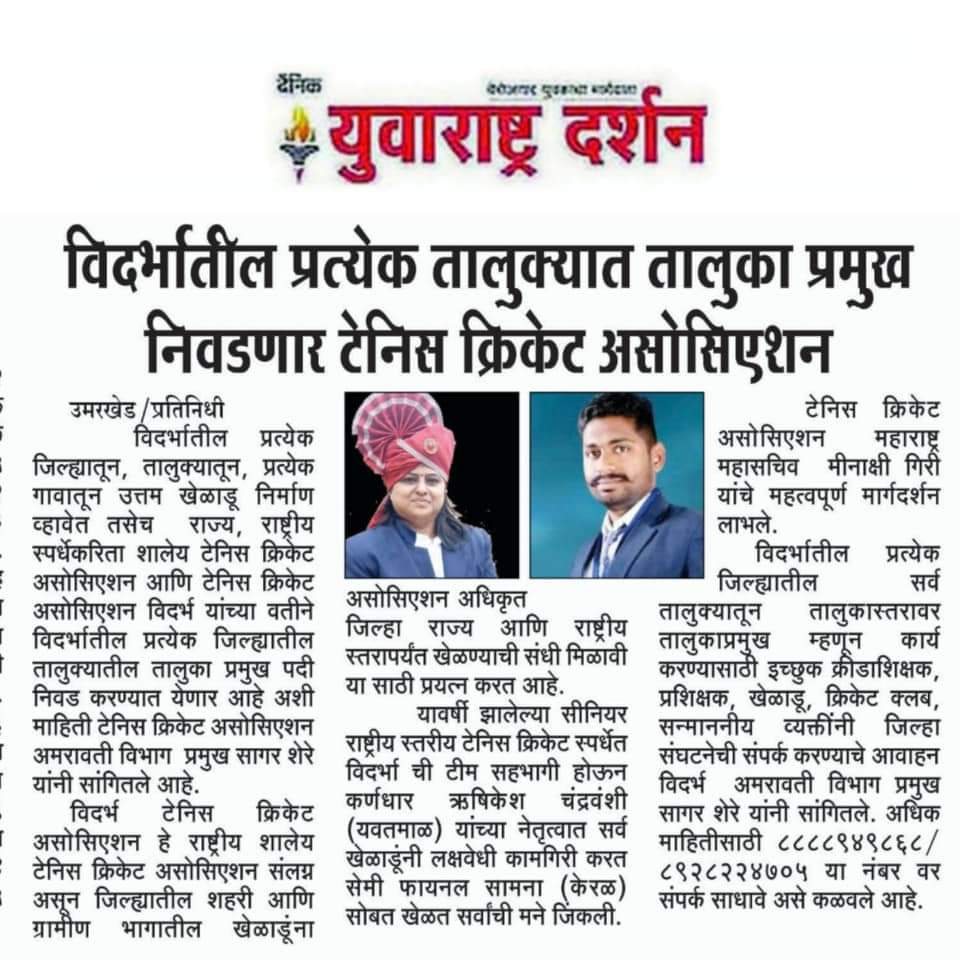 दैनिक
युवाराष्ट्र दर्शन
विदर्भातील प्रत्येक तालुक्यात तालुका प्रमुख
निवडणार टेनिस क्रिकेट असोसिएशन
उमरखेड/प्रतिनिधी
विदर्भातील प्रत्येक
जिल्ह्यातून, तालुक्यातून, प्रत्येक
गावातून उत्तम खेळाडू निर्माण
व्हावेत तसेच राज्य, राष्ट्रीय
स्पर्धेकरिता शालेय टेनिस क्रिकेट
असोसिएशन आणि टेनिस क्रिकेट
असोसिएशन विदर्भ यांच्या वतीने
विदर्भातील प्रत्येक जिल्ह्यातील
तालुक्यातील तालुका प्रमुख पदी
निवड करण्यात येणार आहे अशी
माहिती टेनिस क्रिकेट असोसिएशन
अमरावती विभाग प्रमुख सागर शेरे
यांनी सांगितले आहे.
विदर्भ टेनिस क्रिकेट
असोसिएशन हे राष्ट्रीय शालेय
टेनिस क्रिकेट असोसिएशन संलग्न
असून जिल्ह्यातील शहरी आणि
ग्रामीण भागातील खेळाडूंना
असोसिएशन अधिकृत
जिल्हा राज्य आणि राष्ट्रीय
स्तरापर्यंत खेळण्याची संधी मिळावी
या साठी प्रयत्न करत आहे.
यावर्षी झालेल्या सीनियर
राष्ट्रीय स्तरीय टेनिस क्रिकेट स्पर्धेत
विदर्भा ची टीम सहभागी होऊन
कर्णधार ऋषिकेश चंद्रवंशी
(यवतमाळ) यांच्या नेतृत्वात सर्व
खेळाडूंनी लक्षवेधी कामगिरी करत
सेमी फायनल सामना (केरळ)
सोबत खेळत सर्वांची मने जिंकली.
टेनिस क्रिकेट
असोसिएशन महाराष्ट्र
महासचिव मीनाक्षी गिरी
यांचे महत्वपूर्ण मार्गदर्शन
लाभले.
विदर्भातील प्रत्येक
जिल्ह्यातील सर्व
तालुक्यातून तालुकास्तरावर
तालुकाप्रमुख म्हणून कार्य
करण्यासाठी इच्छुक क्रीडाशिक्षक,
प्रशिक्षक, खेळाडू, क्रिकेट क्लब,
सन्माननीय व्यक्तींनी जिल्हा
संघटनेची संपर्क करण्याचे आवाहन
विदर्भ अमरावती विभाग प्रमुख
सागर शेरे यांनी सांगितले. अधिक
माहितीसाठी ८८८८९४९८६८/
८९२८२२४७०५ या नंबर वर
संपर्क साधावे असे कळवले आहे.